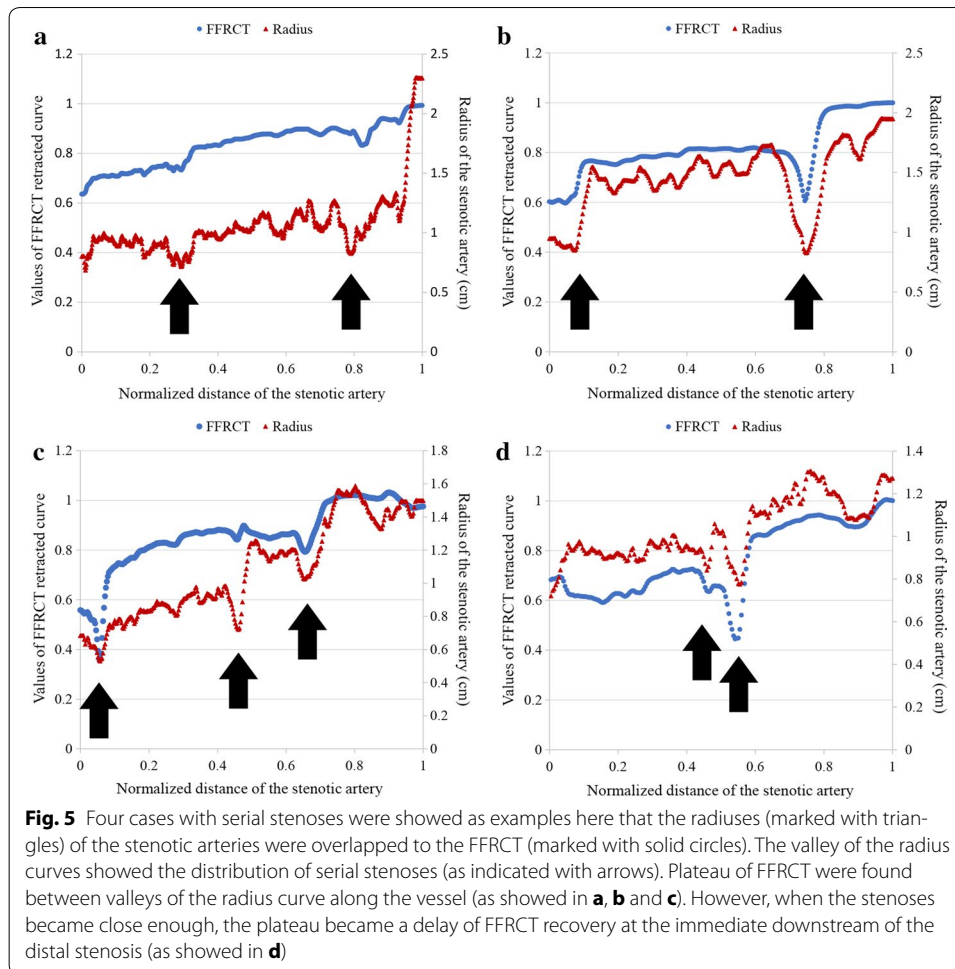 a
FFRCT Radius
1.2
1
0.8
0.6
0.4
0.2
0
2.5
2
1.5
1
0.5
0
0 0.2 0.4 0.6 0.8 1
Values of FFRCT retracted curve
Radius of the stenotic artery (cm)
Normalized distance of the stenotic artery
b
FFRCT Radius
1.2
1
0.8
0.6
0.4
0.2
0
2.5
2
1.5
1
0.5
0
0 0.2 0.4 0.6 0.8 1
Values of FFRCT retracted curve
Radius of the stenotic artery (cm)
Normalized distance of the stenotic artery
c
FFRCT Radius
1.2
1
0.8
0.6
0.4
0.2
0
1.8
1.6
1.4
1.2
1
0.8
0.6
0.4
0.2
0
0 0.2 0.4 0.6 0.8 1
Values of FFRCT retracted curve
Radius of the stenotic artery (cm)
Normalized distance of the stenotic artery
d
FFRCT Radius
1.2
1
0.8
0.6
0.4
0.2
0
1.4
1.2
1
0.8
0.6
0.4
0.2
0
0 0.2 0.4 0.6 0.8 1
Values of FFRCT retracted curve
Radius of the stenotic artery (cm)
Normalized distance of the stenotic artery
Fig. 5 Four cases with serial stenoses were showed as examples here that the radiuses (marked with trian-
gles) of the stenotic arteries were overlapped to the FFRCT (marked with solid circles). The valley of the radius
curves showed the distribution of serial stenoses (as indicated with arrows). Plateau of FFRCT were found
between valleys of the radius curve along the vessel (as showed in a, b and c). However, when the stenoses
became close enough, the plateau became a delay of FFRCT recovery at the immediate downstream of the
distal stenosis (as showed in d)